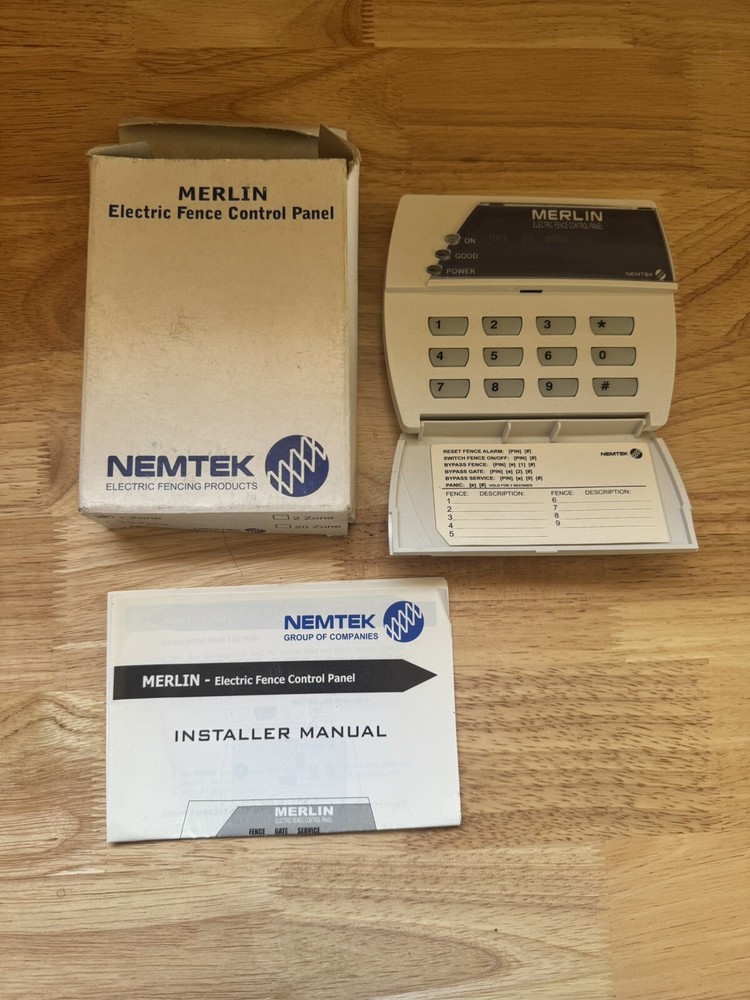 MERLIN
Electric Fence Control Panel
NEMTEK
ELECTRIC FENCING PRODUCTS
Zone
2 Zone
20 Zone
MERLIN
ELECTRIC FENCE CONTROL PANEL
ON
GOOD
POWER
NEMTEK
1 2 3 *
4 5 6 0
7 8 9 #
RESET FENCE ALARM: [PIN] [#]
SWITCH FENCE ON/OFF: [PIN] [#]
BYPASS FENCE: [PIN] [*] [1] [#]
BYPASS GATE: [PIN] [*] [2] [#]
BYPASS SERVICE: [PIN] [*] [9] [#]
PANIC: [*] [#] HOLD FOR 3 SECONDS
NEMTEK
FENCE: DESCRIPTION: FENCE: DESCRIPTION:
1 6
2 7
3 8
4 9
5
NEMTEK
GROUP OF COMPANIES
MERLIN - Electric Fence Control Panel
INSTALLER MANUAL
MERLIN
ELECTRIC FENCE CONTROL PANEL
FENCE GATE SERVICE